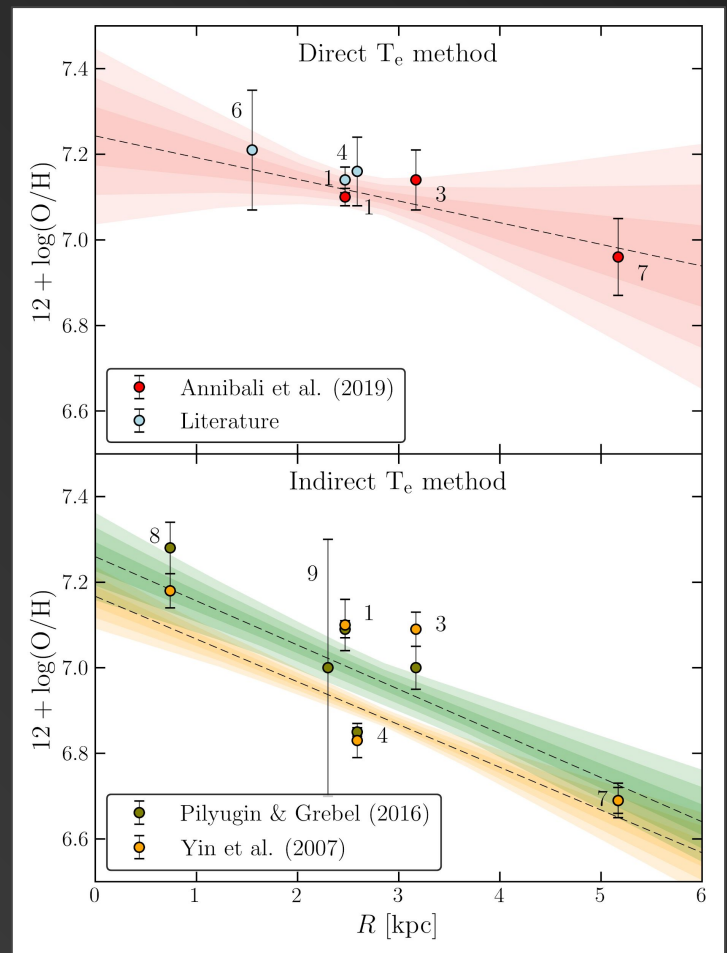 Direct Tₑ method
7.4
7.2
7.0
6.8
6.6
12 + log(O/H)
6
4
1
1
3
7
Annibali et al. (2019)
Literature
Indirect Tₑ method
7.4
7.2
7.0
6.8
6.6
12 + log(O/H)
8
9
1
3
4
7
Pilyugin & Grebel (2016)
Yin et al. (2007)
0 1 2 3 4 5 6
R [kpc]